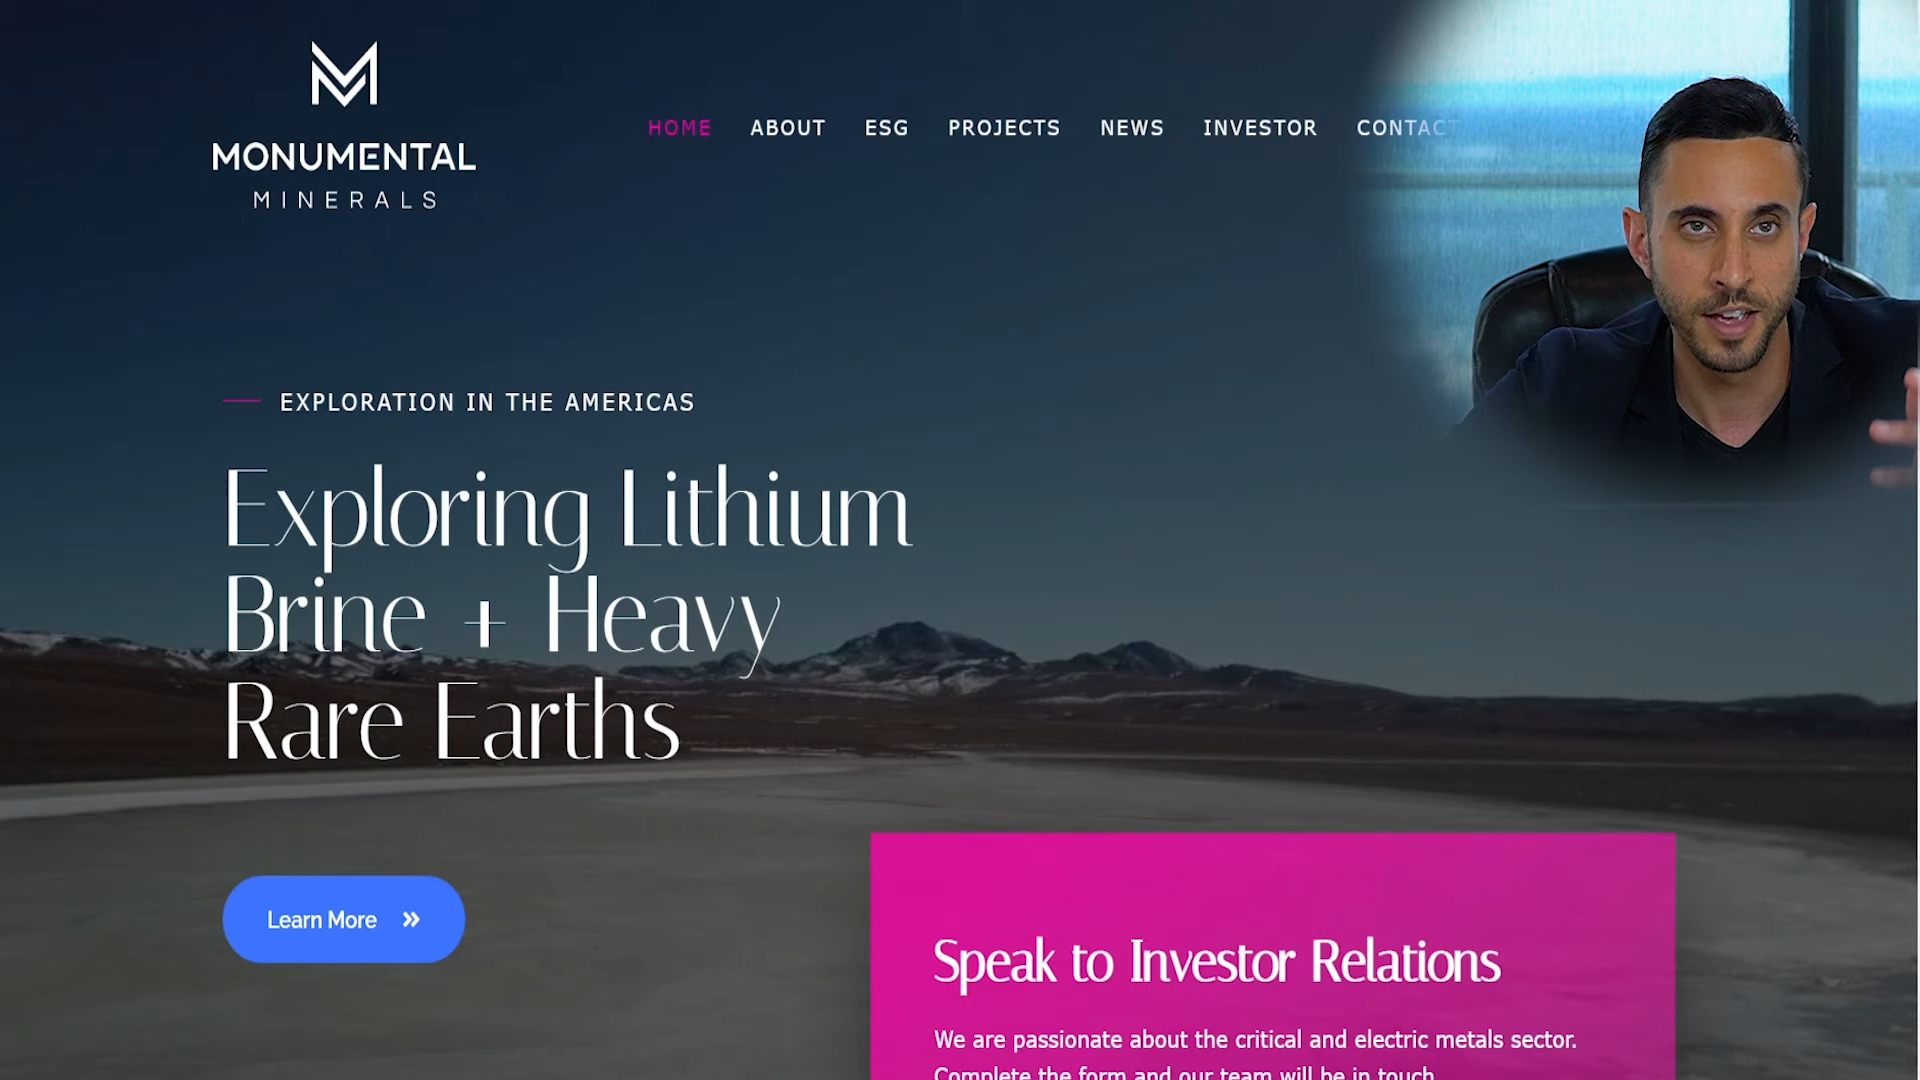 MONUMENTAL
MINERALS
HOME ABOUT ESG PROJECTS NEWS INVESTOR CONTACT
EXPLORATION IN THE AMERICAS
Exploring Lithium
Brine + Heavy
Rare Earths
Learn More »
Speak to Investor Relations
We are passionate about the critical and electric metals sector.
Complete the form and our team will be in touch